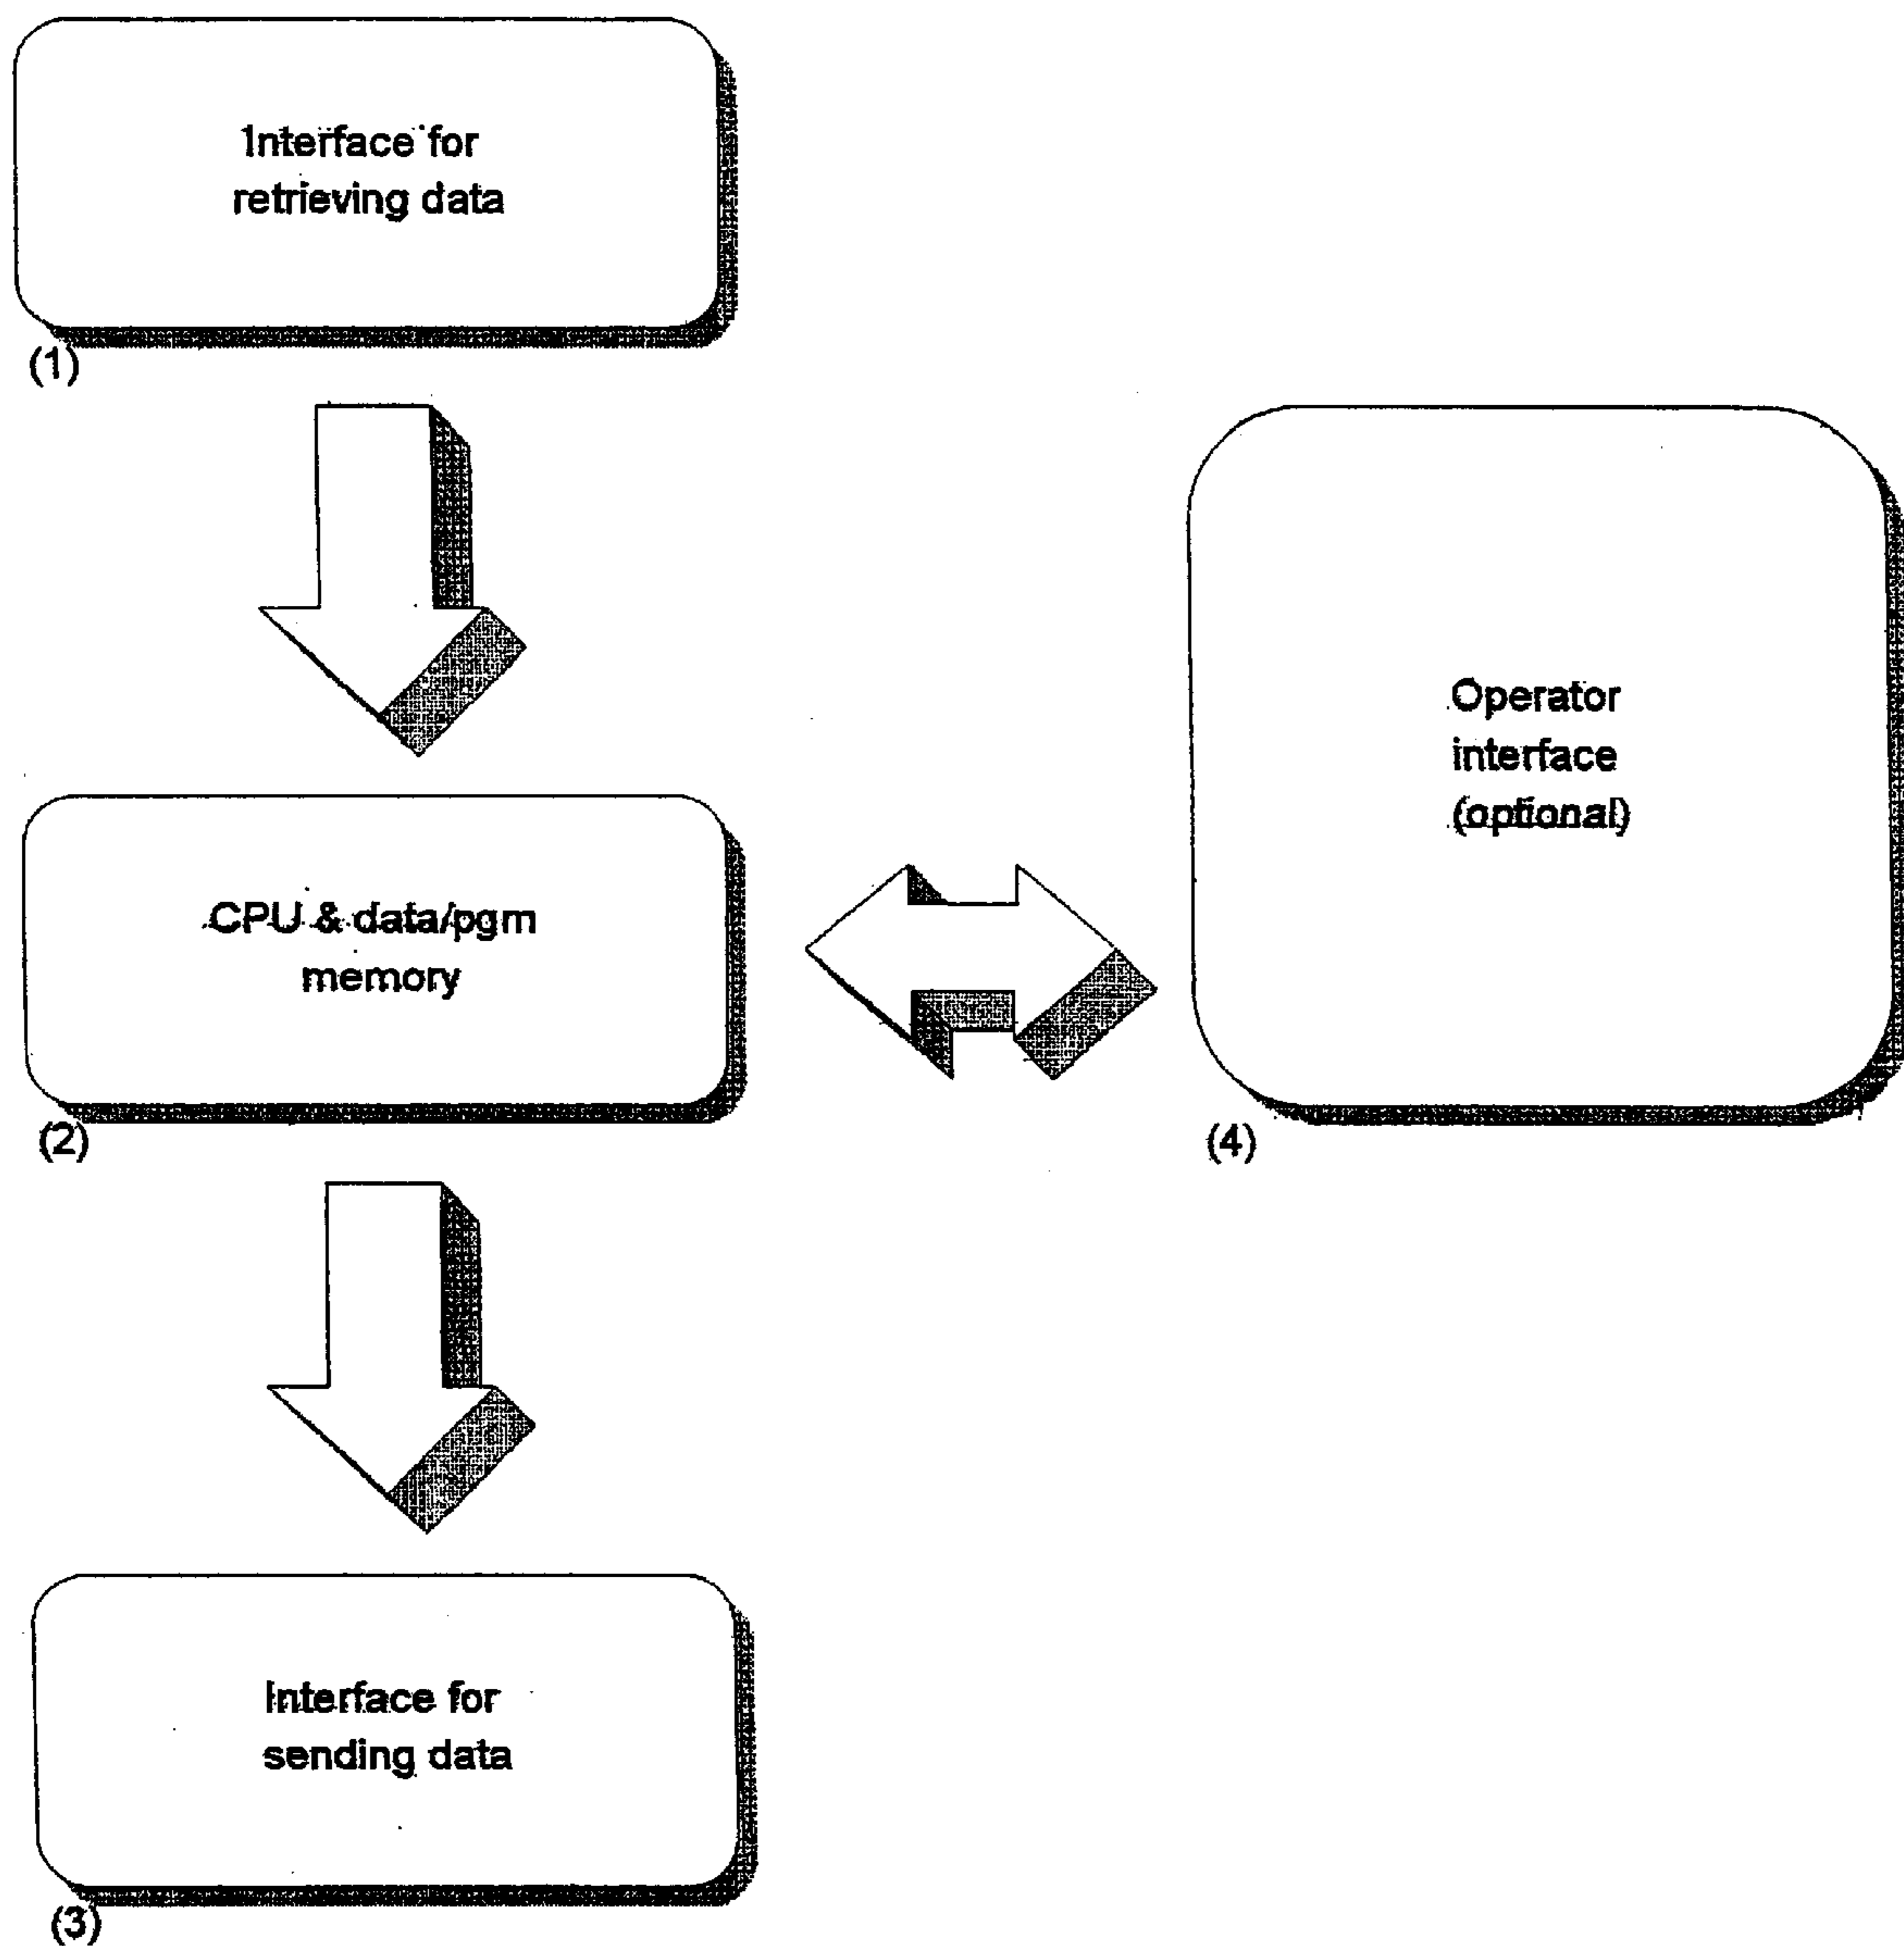 Interface for
retrieving data
(1)
Operator
interface
(optional)
(4)
CPU & data/pgm
memory
(2)
Interface for
sending data
(3)